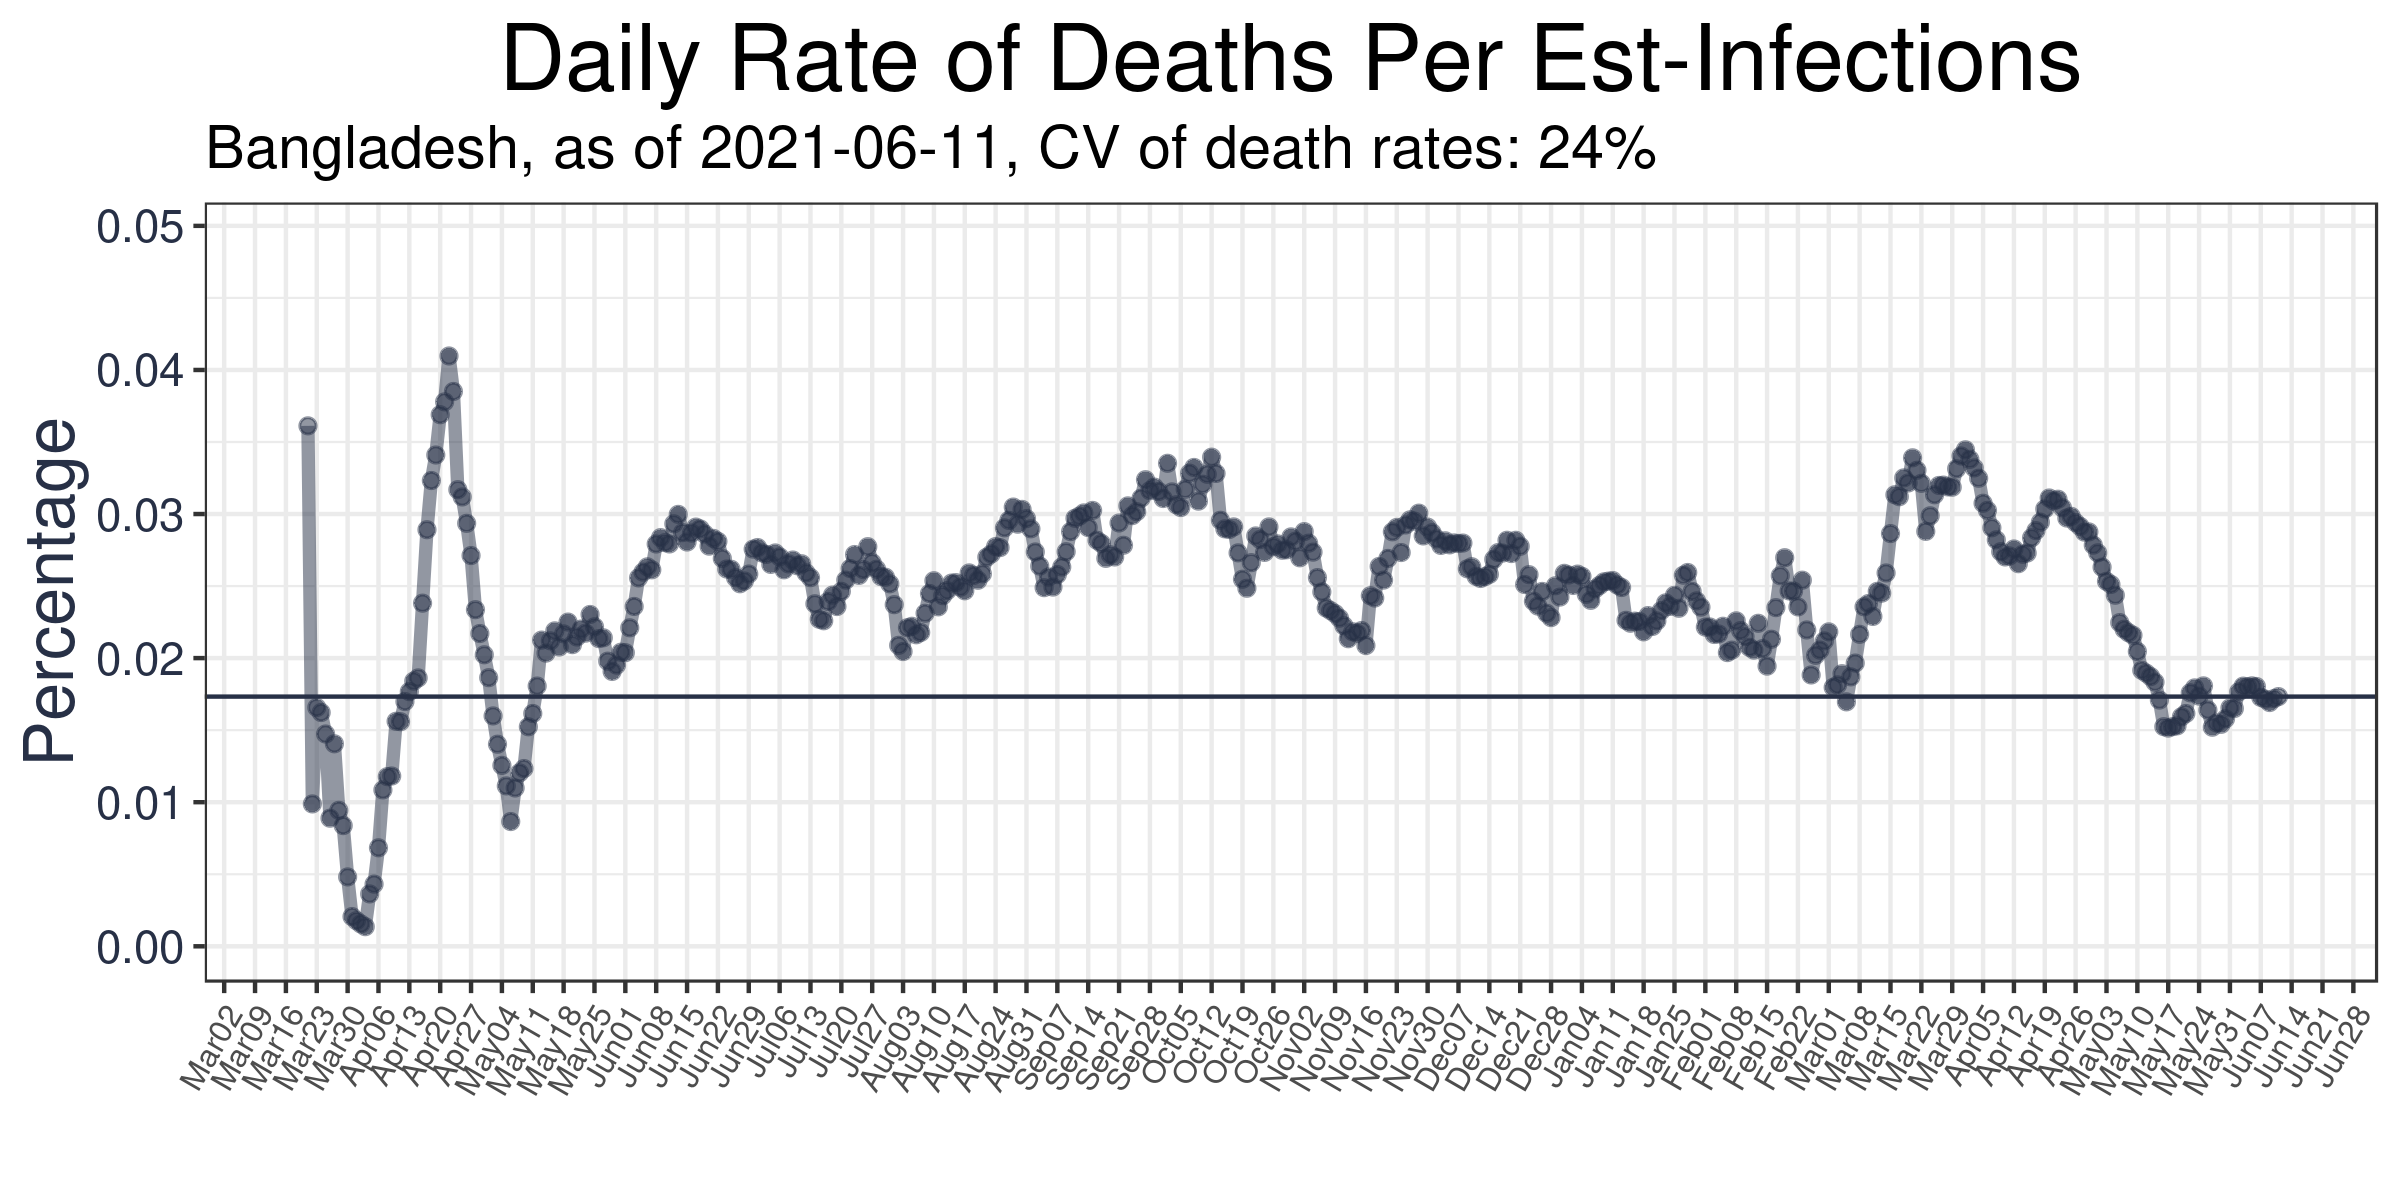 Daily Rate of Deaths Per Est-Infections
Bangladesh, as of 2021-06-11, CV of death rates: 24%
Percentage
0.05
0.04
0.03
0.02
0.01
0.00
Mar02
Mar09
Mar16
Mar23
Mar30
Apr06
Apr13
Apr20
Apr27
May04
May11
May18
May25
Jun01
Jun08
Jun15
Jun22
Jun29
Jul06
Jul13
Jul20
Jul27
Aug03
Aug10
Aug17
Aug24
Aug31
Sep07
Sep14
Sep21
Sep28
Oct05
Oct12
Oct19
Oct26
Nov02
Nov09
Nov16
Nov23
Nov30
Dec07
Dec14
Dec21
Dec28
Jan04
Jan11
Jan18
Jan25
Feb01
Feb08
Feb15
Feb22
Mar01
Mar08
Mar15
Mar22
Mar29
Apr05
Apr12
Apr19
Apr26
May03
May10
May17
May24
May31
Jun07
Jun14
Jun21
Jun28